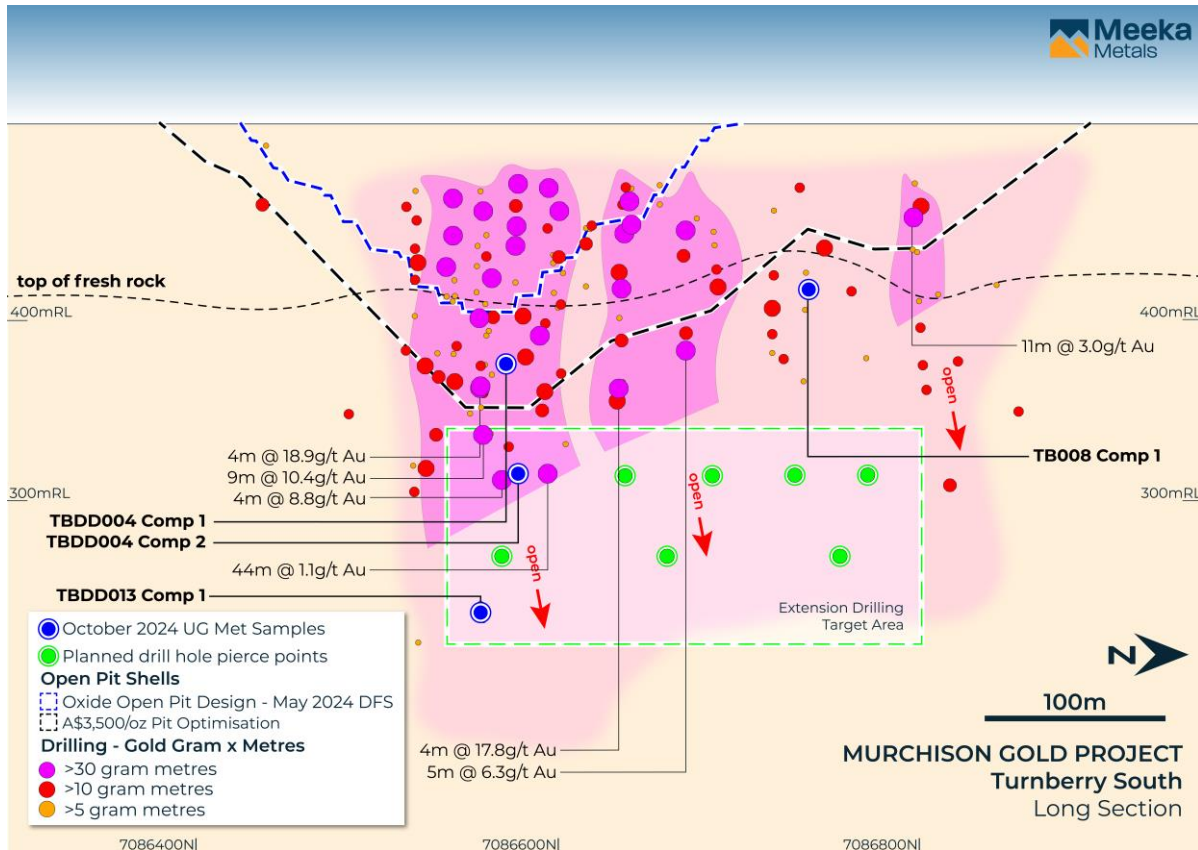 Meeka
Metals
top of fresh rock
400mRL
400mRL
11m @ 3.0g/t Au
open
TB008 Comp 1
4m @ 18.9g/t Au
9m @ 10.4g/t Au
4m @ 8.8g/t Au
300mRL
300mRL
open
TBDD004 Comp 1
TBDD004 Comp 2
open
44m @ 1.1g/t Au
TBDD013 Comp 1
Extension Drilling
Target Area
October 2024 UG Met Samples
Planned drill hole pierce points
Open Pit Shells
Oxide Open Pit Design - May 2024 DFS
A$3,500/oz Pit Optimisation
Drilling - Gold Gram x Metres
>30 gram metres
>10 gram metres
>5 gram metres
4m @ 17.8g/t Au
5m @ 6.3g/t Au
N
100m
MURCHISON GOLD PROJECT
Turnberry South
Long Section
7086400N
7086600N
7086800N